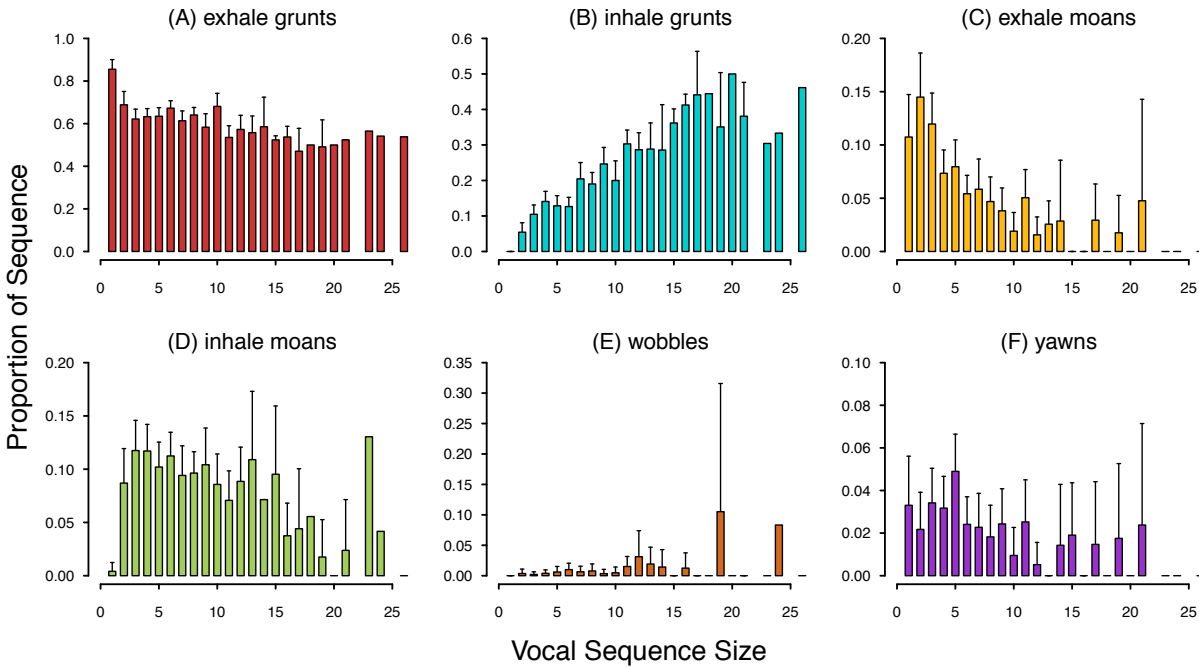 (A) exhale grunts
1.0
0.8
0.6
0.4
0.2
0.0
0 5 10 15 20 25
(B) inhale grunts
0.6
0.5
0.4
0.3
0.2
0.1
0.0
0 5 10 15 20 25
(C) exhale moans
0.20
0.15
0.10
0.05
0.00
0 5 10 15 20 25
Proportion of Sequence
(D) inhale moans
0.20
0.15
0.10
0.05
0.00
0 5 10 15 20 25
(E) wobbles
0.35
0.30
0.25
0.20
0.15
0.10
0.05
0.00
0 5 10 15 20 25
(F) yawns
0.10
0.08
0.06
0.04
0.02
0.00
0 5 10 15 20 25
Vocal Sequence Size